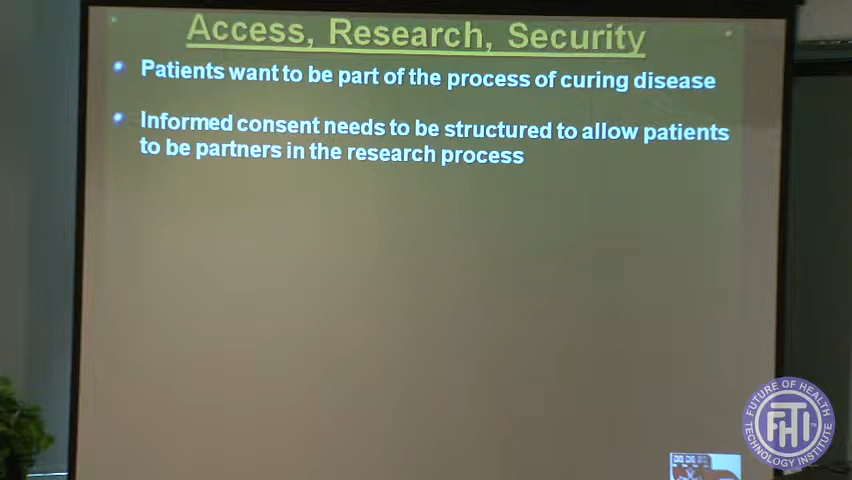 Access, Research, Security
Patients want to be part of the process of curing disease
Informed consent needs to be structured to allow patients
to be partners in the research process
FUTURE OF HEALTH
FHTI
TECHNOLOGY INSTITUTE